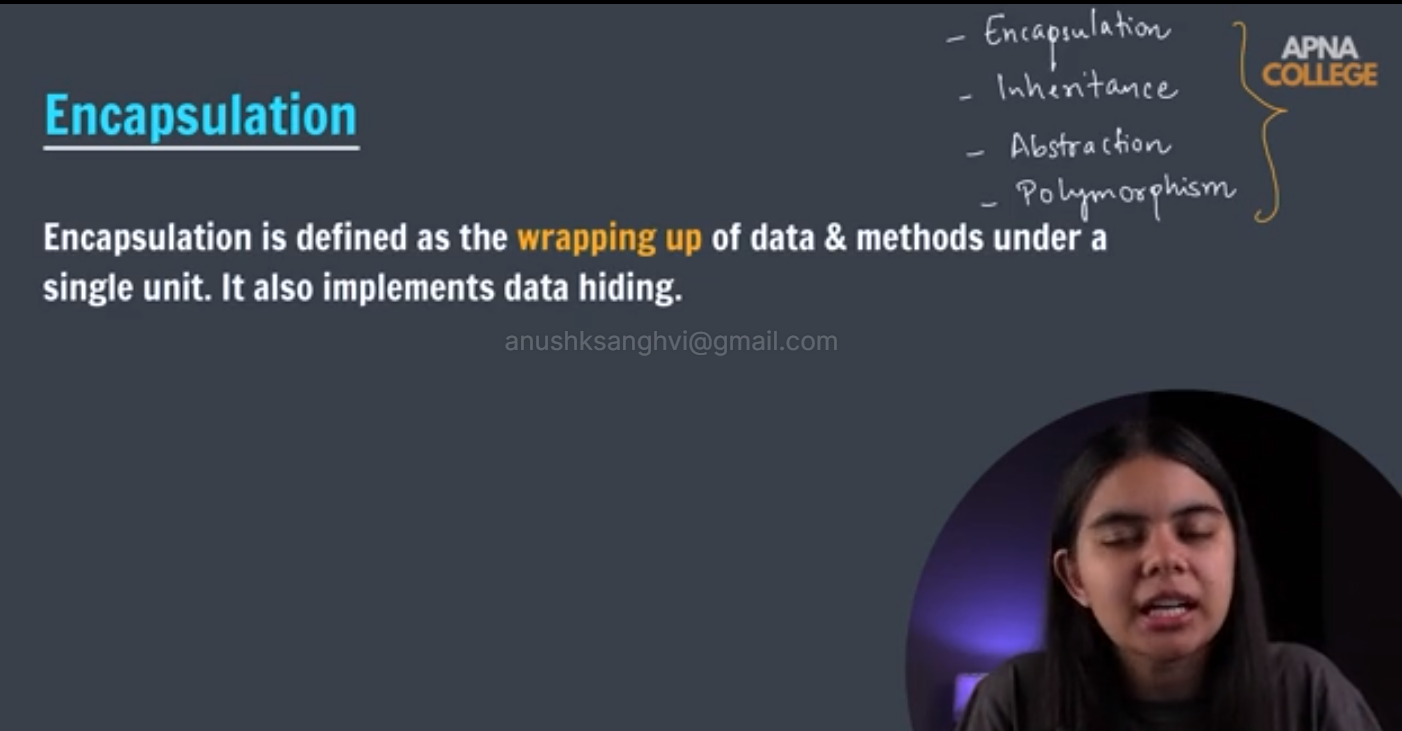 - Encapsulation
- Inheritance
- Abstraction
- Polymorphism
APNA
COLLEGE
Encapsulation
Encapsulation is defined as the wrapping up of data & methods under a
single unit. It also implements data hiding.
anushksanghvi@gmail.com